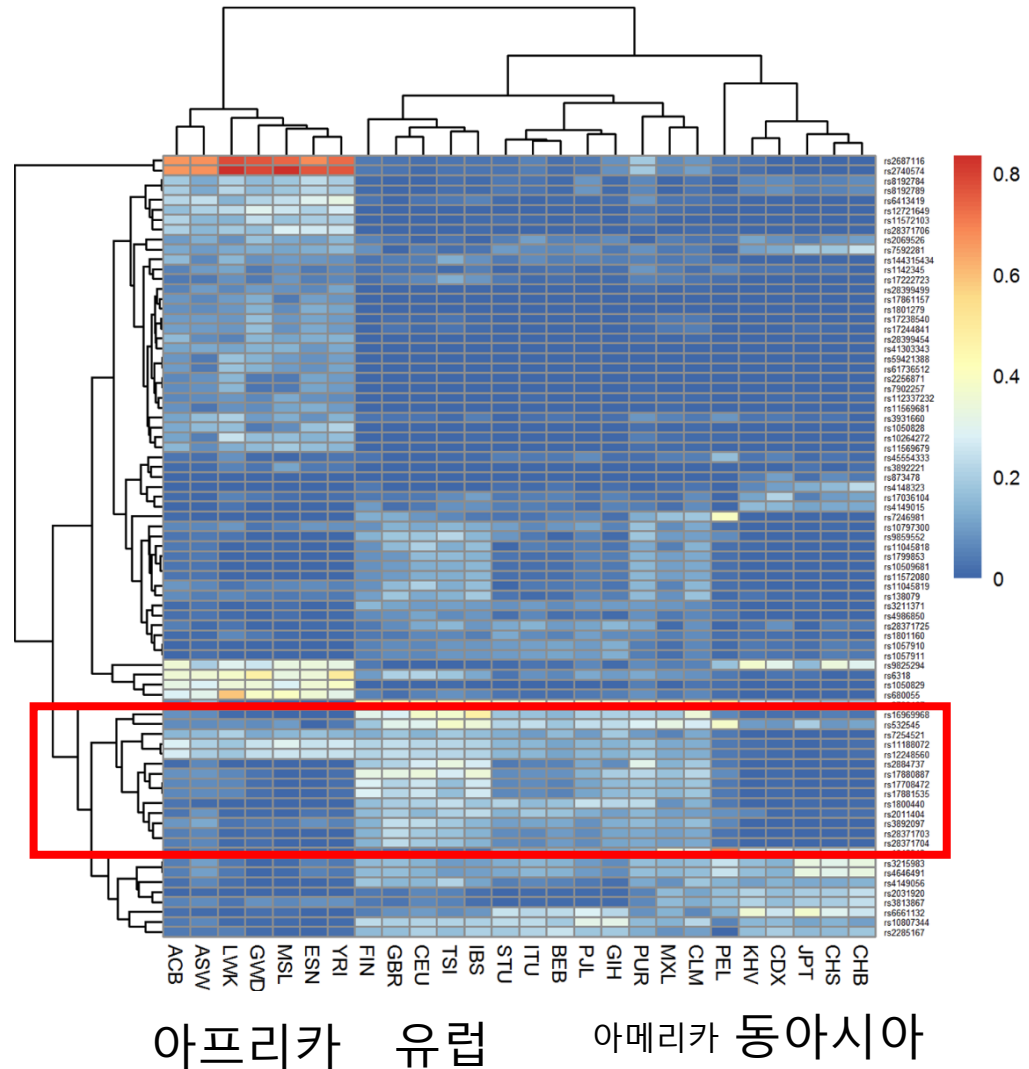 rs2687116
rs2740574
rs8192784
rs8192789
rs6413419
rs12721649
rs11572103
rs28371706
rs2069526
rs7592281
rs144315434
rs1142345
rs17222723
rs28399499
rs17861157
rs1801279
rs17238540
rs17244841
rs28399454
rs41303343
rs59421388
rs61736512
rs2256871
rs7902257
rs112337232
rs11569681
rs3931660
rs1050828
rs10264272
rs11569679
rs45554333
rs3892221
rs873478
rs4148323
rs17036104
rs4149015
rs7246981
rs10797300
rs9859552
rs11045818
rs1799853
rs10509681
rs11572080
rs11045819
rs138079
rs3211371
rs4986850
rs28371725
rs1801160
rs1057910
rs1057911
rs9825294
rs6318
rs1050829
rs680055
rs16969968
rs532545
rs7254521
rs11188072
rs12248560
rs2884737
rs17880887
rs17708472
rs17881535
rs1800440
rs2011404
rs3892097
rs28371703
rs28371704
rs3215983
rs4646491
rs4149056
rs2031920
rs3813867
rs6661132
rs10807344
rs2285167
0.8
0.6
0.4
0.2
0
ACB ASW LWK GWD MSL ESN YRI FIN GBR CEU TSI IBS STU ITU BEB PJL GIH PUR MXL CLM PEL KHV CDX JPT CHS CHB
아프리카 유럽 아메리카 동아시아